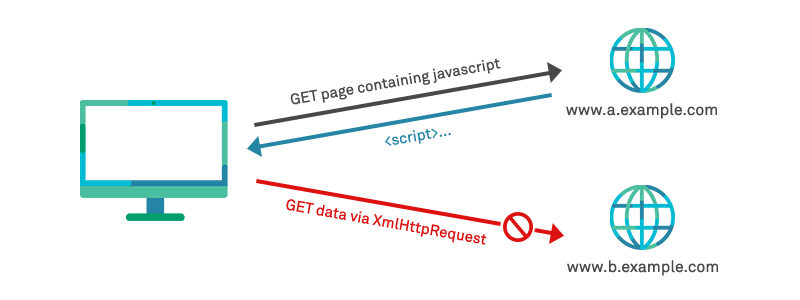 GET page containing javascript
www.a.example.com
<script>...
GET data via XmlHttpRequest
www.b.example.com